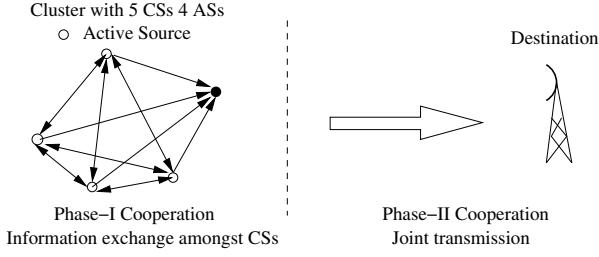 Cluster with 5 CSs 4 ASs
Active Source
Destination
Phase–I Cooperation
Information exchange amongst CSs
Phase–II Cooperation
Joint transmission